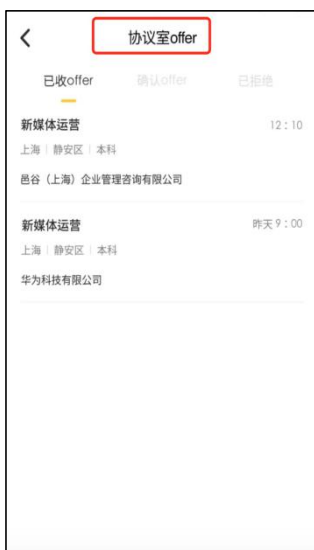 协议室offer
已收offer 确认offer 已拒绝
新媒体运营 12：10
上海 | 静安区 | 本科
邑谷（上海）企业管理咨询有限公司
新媒体运营 昨天 9：00
上海 | 静安区 | 本科
华为科技有限公司